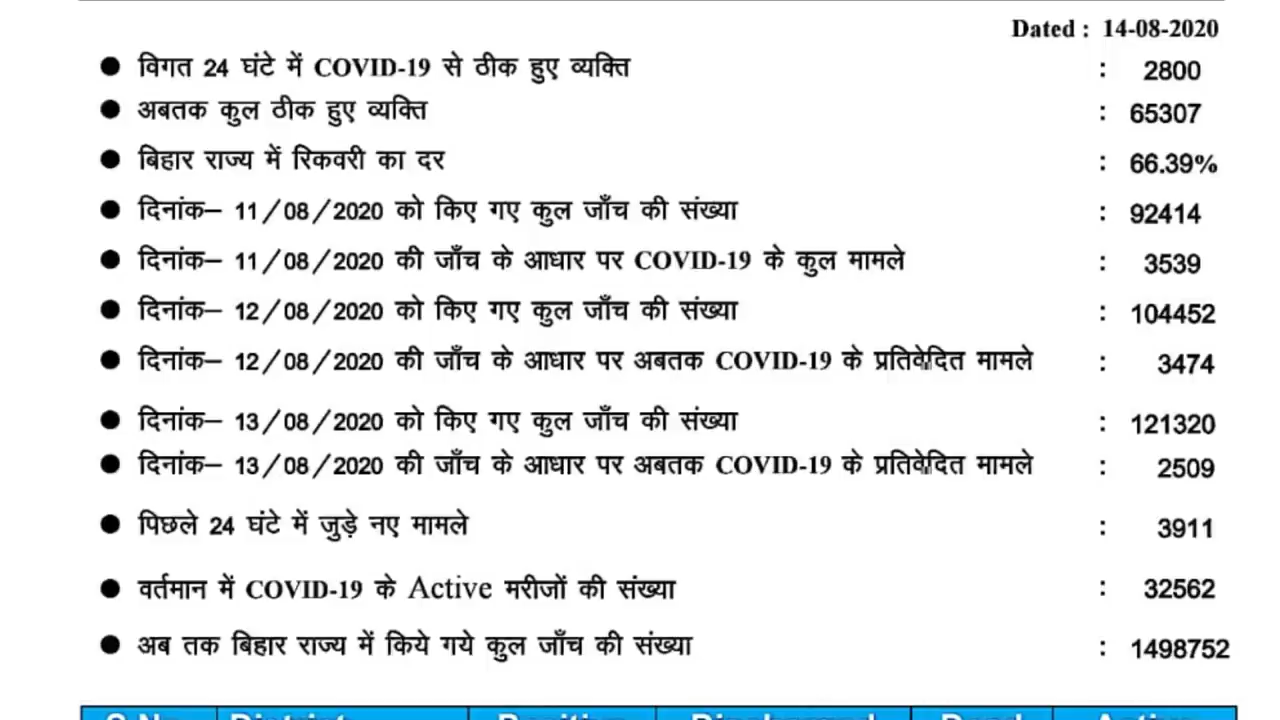 Dated : 14-08-2020
● विगत 24 घंटे में COVID-19 से ठीक हुए व्यक्ति : 2800
● अबतक कुल ठीक हुए व्यक्ति : 65307
● बिहार राज्य में रिकवरी का दर : 66.39%
● दिनांक– 11/08/2020 को किए गए कुल जाँच की संख्या : 92414
● दिनांक– 11/08/2020 की जाँच के आधार पर COVID-19 के कुल मामले : 3539
● दिनांक– 12/08/2020 को किए गए कुल जाँच की संख्या : 104452
● दिनांक– 12/08/2020 की जाँच के आधार पर अबतक COVID-19 के प्रतिवेदित मामले : 3474
● दिनांक– 13/08/2020 को किए गए कुल जाँच की संख्या : 121320
● दिनांक– 13/08/2020 की जाँच के आधार पर अबतक COVID-19 के प्रतिवेदित मामले : 2509
● पिछले 24 घंटे में जुड़े नए मामले : 3911
● वर्तमान में COVID-19 के Active मरीजों की संख्या : 32562
● अब तक बिहार राज्य में किये गये कुल जाँच की संख्या : 1498752